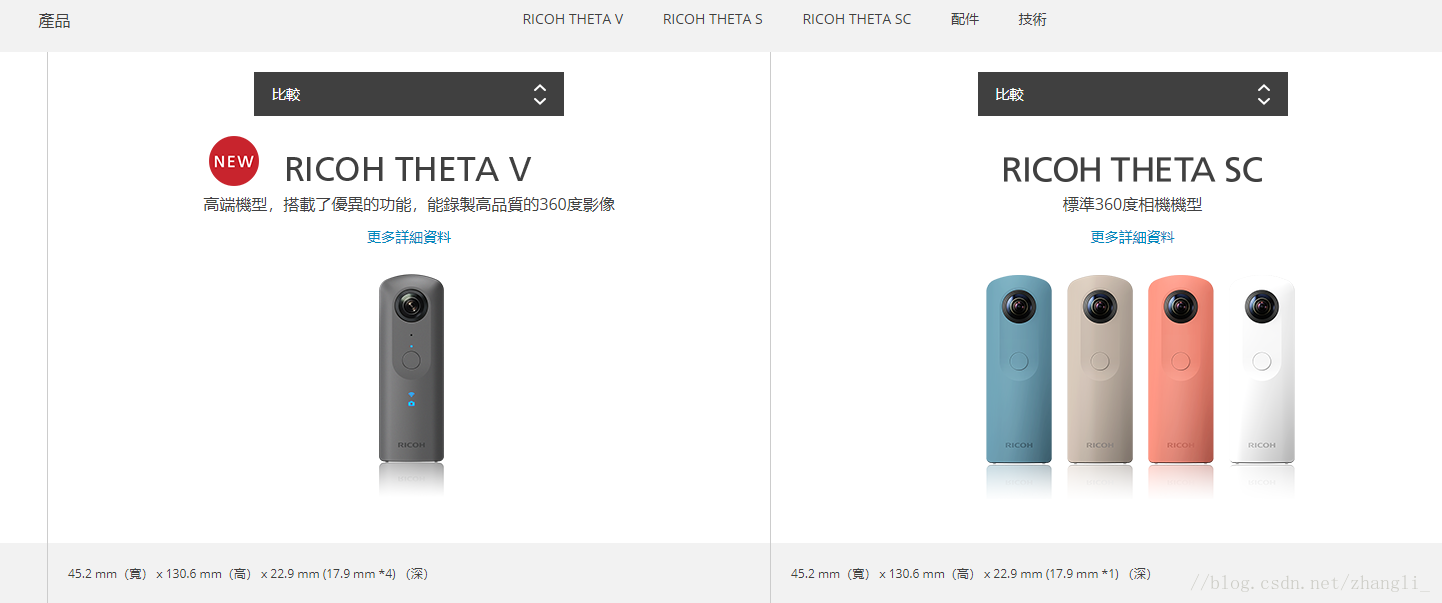 產品
RICOH THETA V
RICOH THETA S
RICOH THETA SC
配件
技術
比較
NEW
RICOH THETA V
高端機型，搭載了優異的功能，能錄製高品質的360度影像
更多詳細資料
RICOH
45.2 mm（寬） x 130.6 mm（高） x 22.9 mm (17.9 mm *4) （深）
比較
RICOH THETA SC
標準360度相機機型
更多詳細資料
RICOH
RICOH
RICOH
RICOH
45.2 mm（寬） x 130.6 mm（高） x 22.9 mm (17.9 mm *1) （深）
//blog.csdn.net/zhangli_